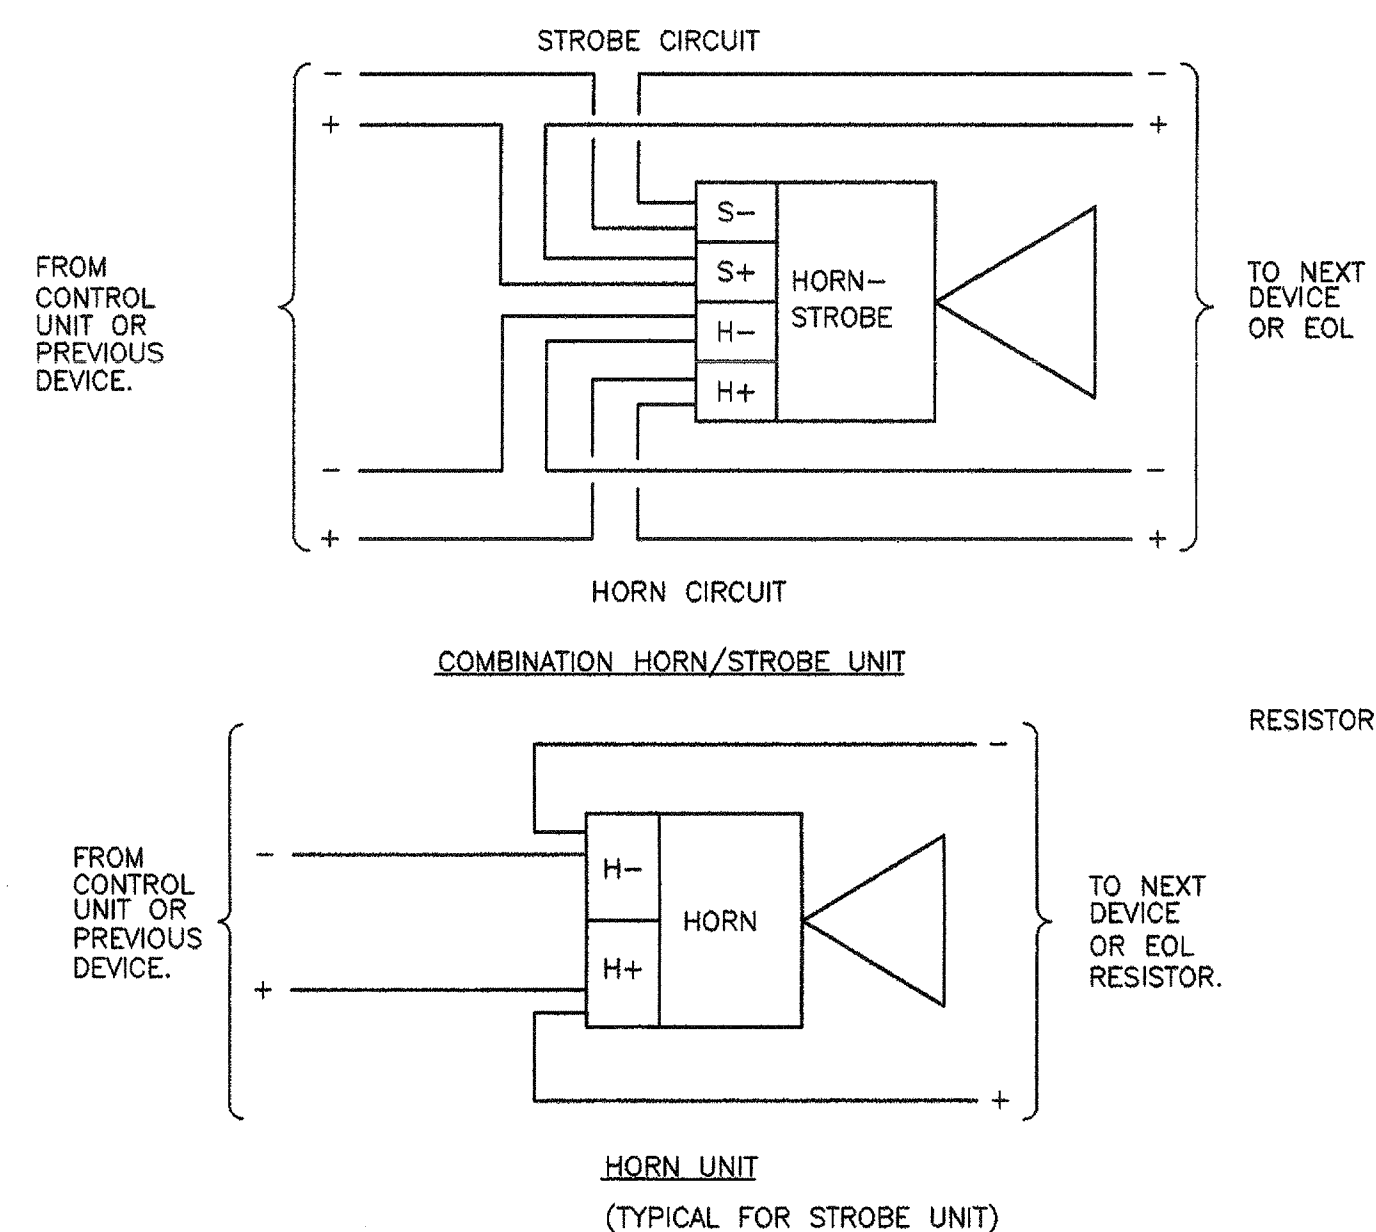 STROBE CIRCUIT
− −
+ +
FROM
CONTROL
UNIT OR
PREVIOUS
DEVICE.
S−
S+
H−
H+
HORN−
STROBE
TO NEXT
DEVICE
OR EOL
− −
+ +
HORN CIRCUIT
COMBINATION HORN/STROBE UNIT
RESISTOR
−
FROM
CONTROL
UNIT OR
PREVIOUS
DEVICE.
−
+
H−
H+
HORN
TO NEXT
DEVICE
OR EOL
RESISTOR.
+
HORN UNIT
(TYPICAL FOR STROBE UNIT)